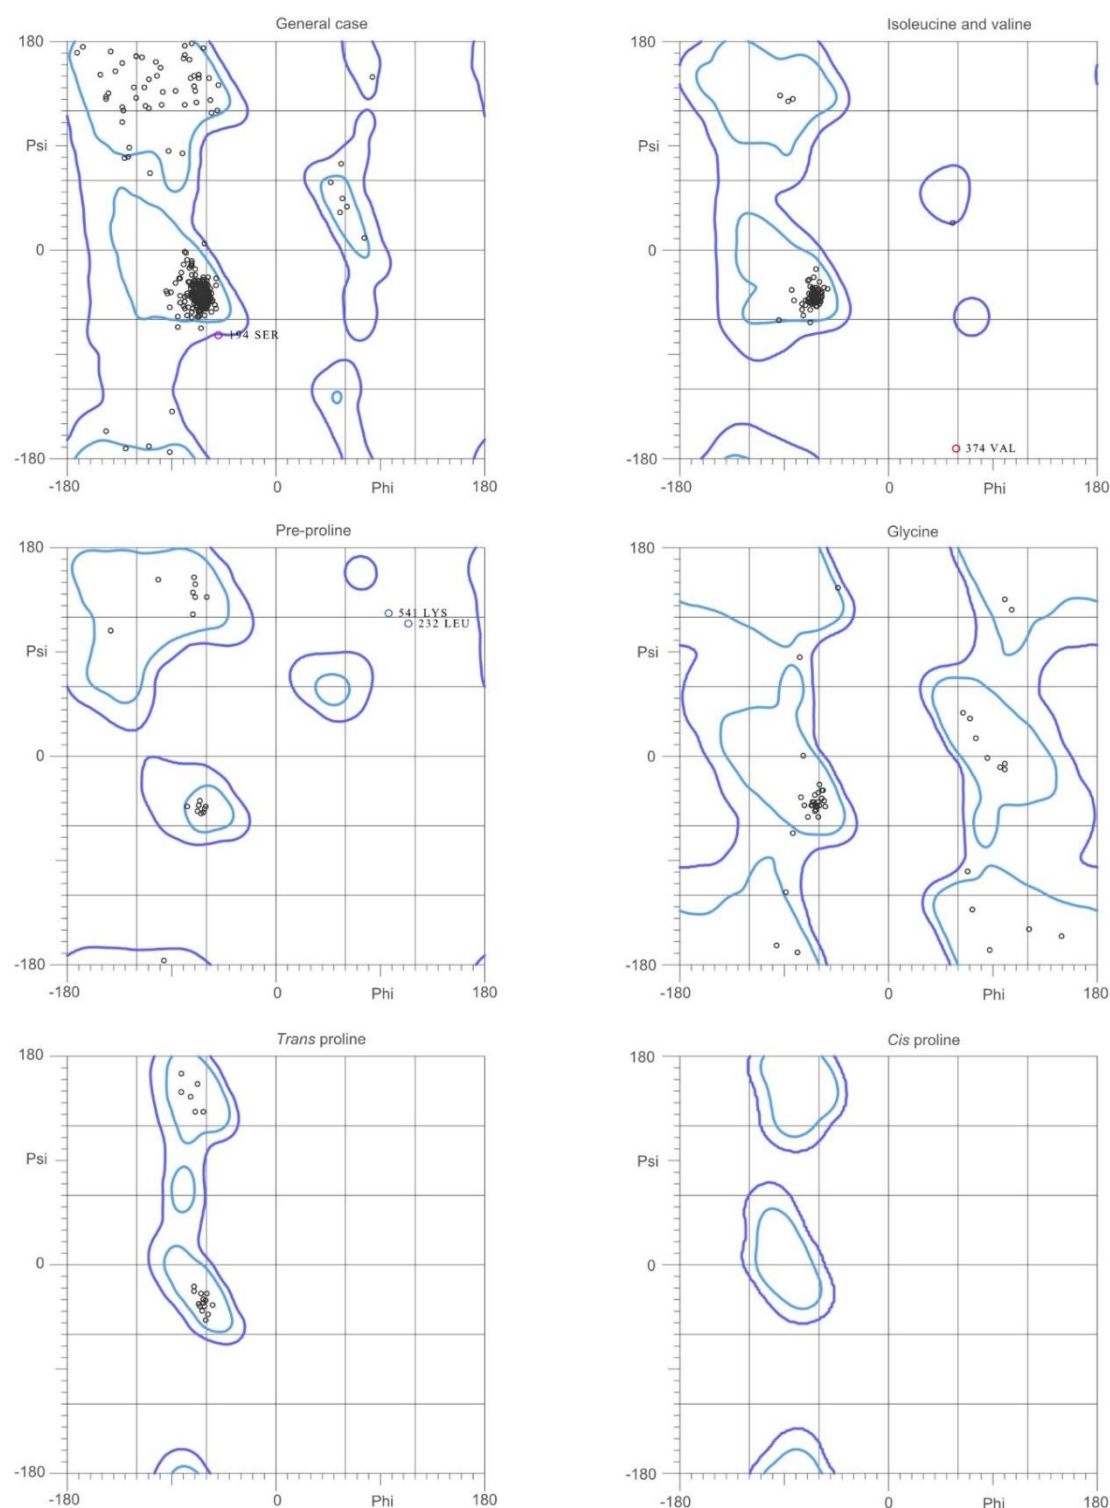 General case
180
Psi
0
-180
-180
0
Phi
180
194 SER
Isoleucine and valine
180
Psi
0
-180
-180
0
Phi
180
374 VAL
Pre-proline
180
Psi
0
-180
-180
0
Phi
180
541 LYS
232 LEU
Glycine
180
Psi
0
-180
-180
0
Phi
180
Trans proline
180
Psi
0
-180
-180
0
Phi
180
Cis proline
180
Psi
0
-180
-180
0
Phi
180